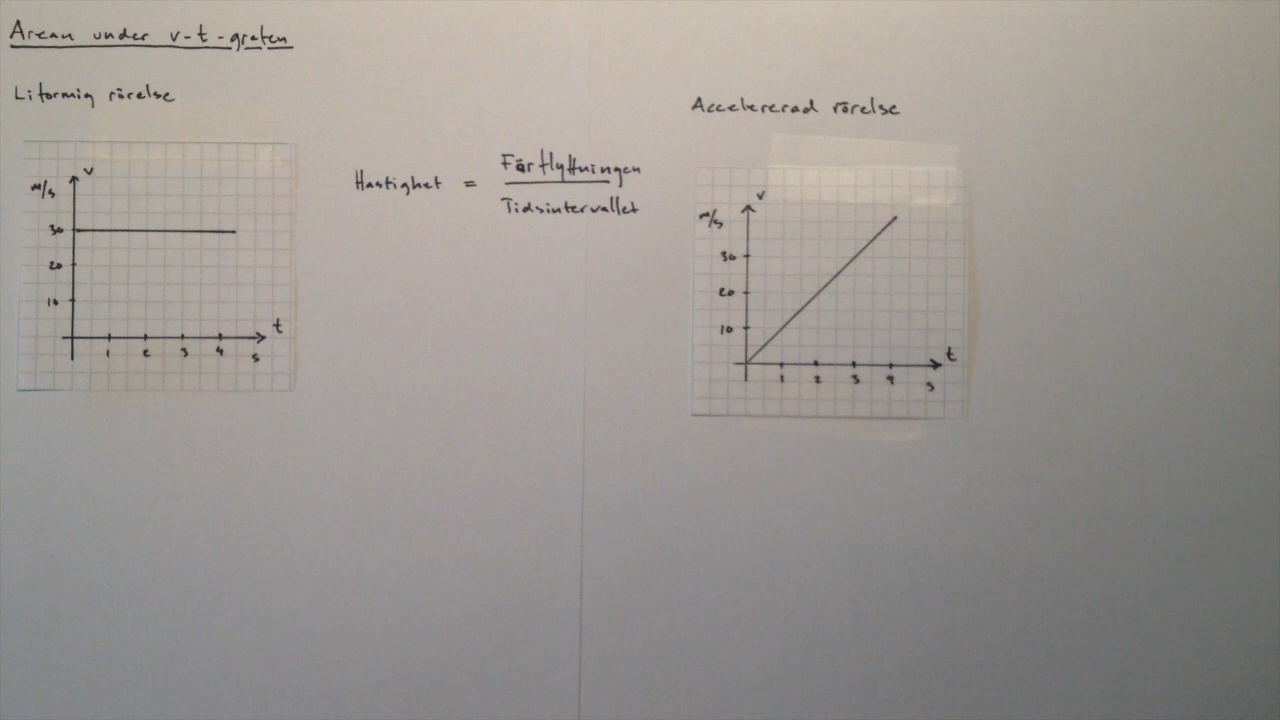 Arean under v-t-grafen
Liformig rörelse
v
m/s
30
20
10
1 2 3 4 s
t
Hastighet = Förflyttningen
Tidsintervallet
Accelererad rörelse
v
m/s
30
20
10
1 2 3 4 s
t